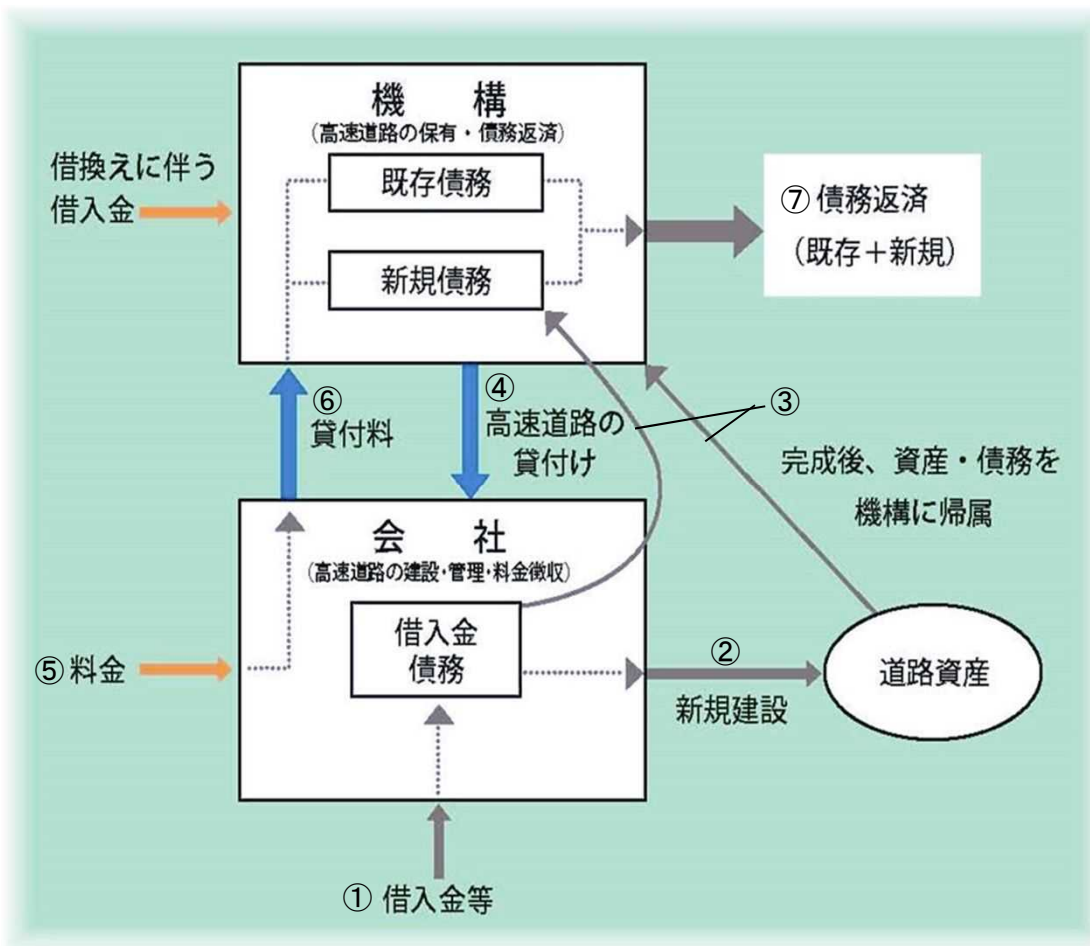 機　構
(高速道路の保有・債務返済)
借換えに伴う
借入金
既存債務
新規債務
⑦ 債務返済
(既存＋新規)
⑥
貸付料
④
高速道路の
貸付け
③
完成後、資産・債務を
機構に帰属
会　社
(高速道路の建設・管理・料金徴収)
借入金
債務
⑤ 料金
②
新規建設
道路資産
① 借入金等